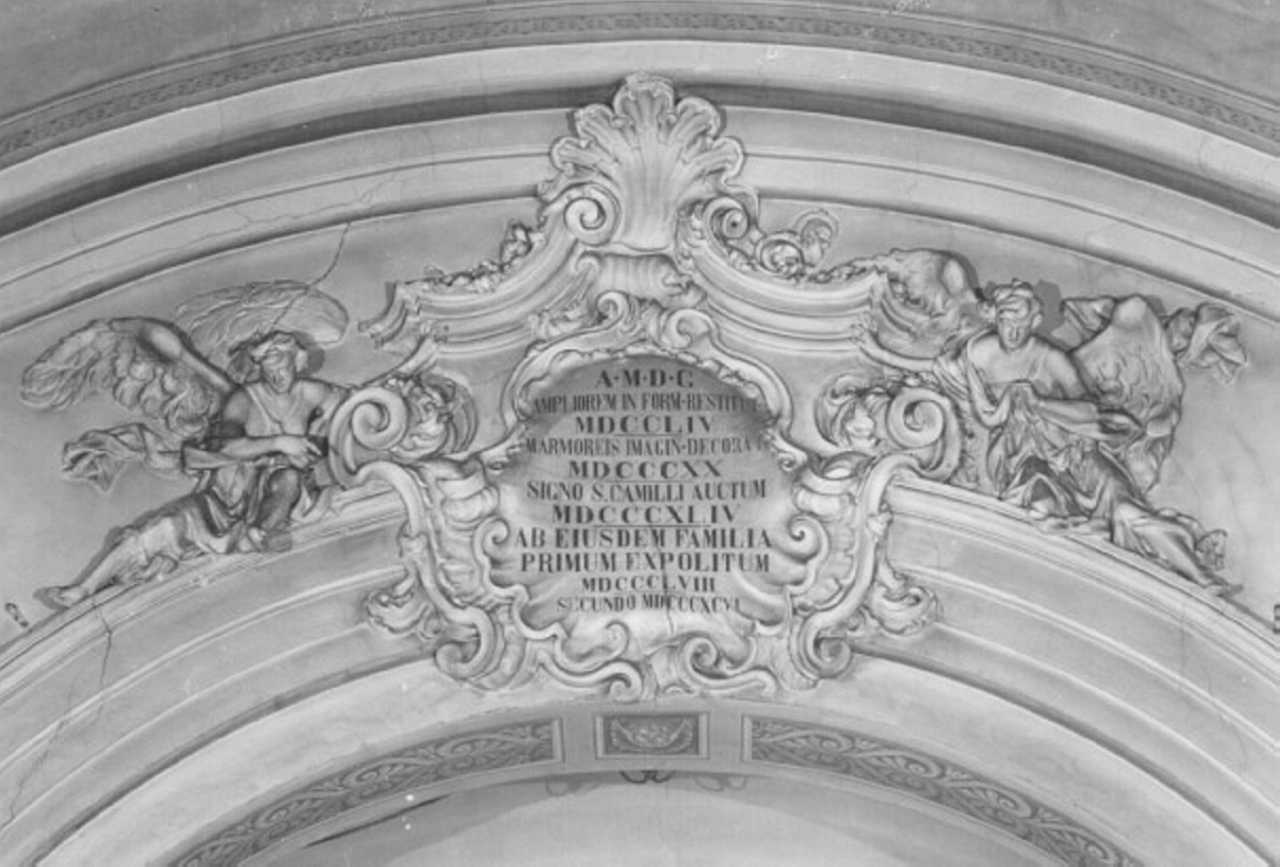 A·M·D·G
AMPLIOREM IN FORM·RESTITUT
MDCCLIV
MARMOREIS IMAGIN·DECORAT
MDCCCXX
SIGNO S.CAMILLI AUCTUM
MDCCCXLIV
AB EIUSDEM FAMILIA
PRIMUM EXPOLITUM
MDCCCLVIII
SECUNDO MDCCCXCVI